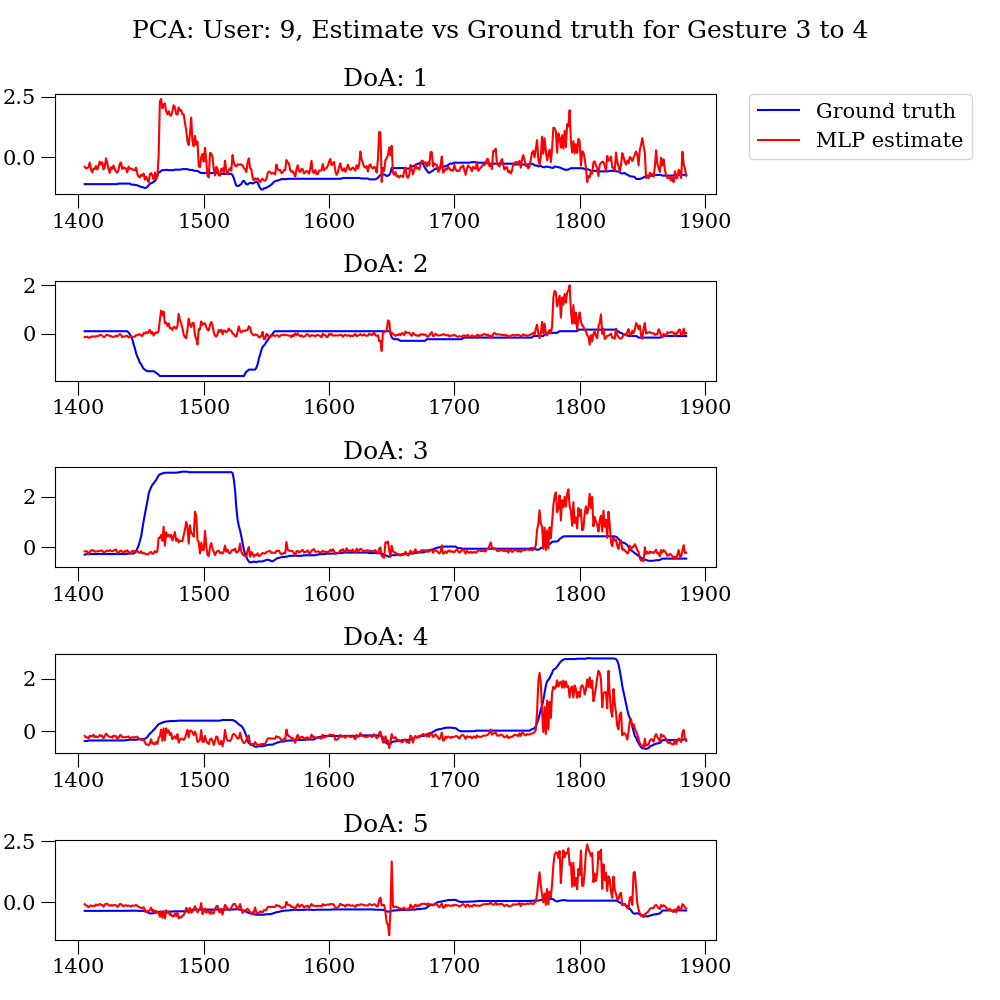 PCA: User: 9, Estimate vs Ground truth for Gesture 3 to 4
DoA: 1
2.5
0.0
1400 1500 1600 1700 1800 1900
Ground truth
MLP estimate
DoA: 2
2
0
1400 1500 1600 1700 1800 1900
DoA: 3
2
0
1400 1500 1600 1700 1800 1900
DoA: 4
2
0
1400 1500 1600 1700 1800 1900
DoA: 5
2.5
0.0
1400 1500 1600 1700 1800 1900